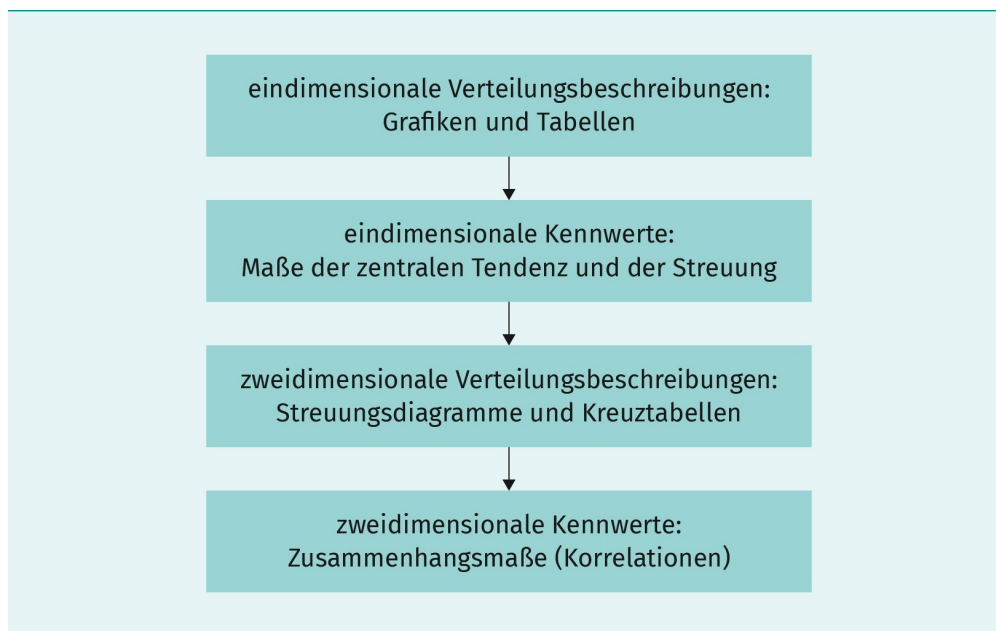 eindimensionale Verteilungsbeschreibungen:
Grafiken und Tabellen
eindimensionale Kennwerte:
Maße der zentralen Tendenz und der Streuung
zweidimensionale Verteilungsbeschreibungen:
Streuungsdiagramme und Kreuztabellen
zweidimensionale Kennwerte:
Zusammenhangsmaße (Korrelationen)